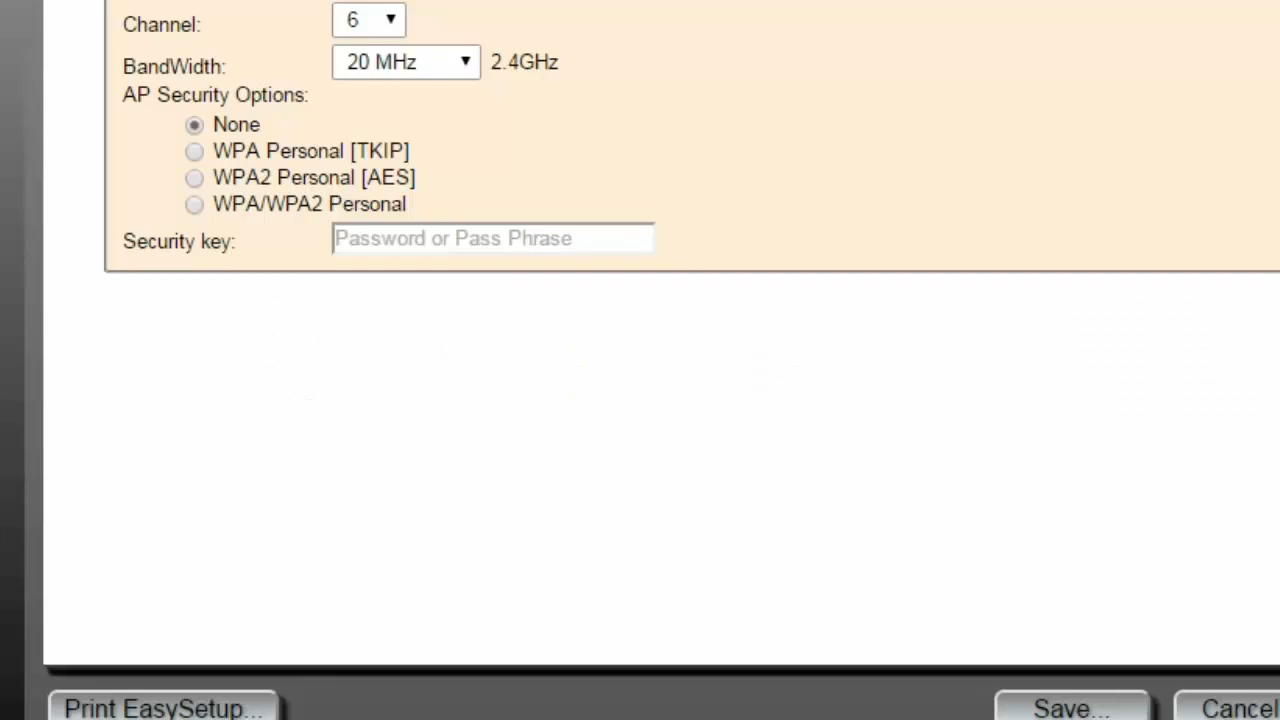 Channel: 6
BandWidth: 20 MHz 2.4GHz
AP Security Options:
None
WPA Personal [TKIP]
WPA2 Personal [AES]
WPA/WPA2 Personal
Security key: Password or Pass Phrase
Print EasySetup... Save... Cancel